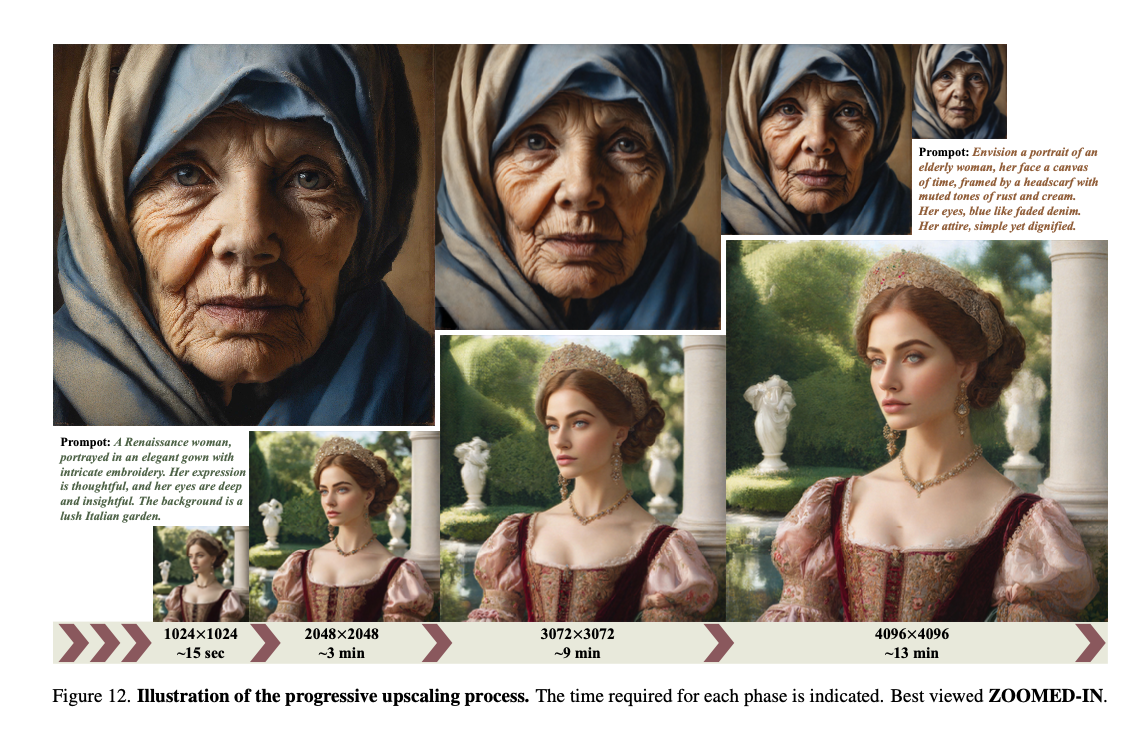 Prompot: Envision a portrait of an
elderly woman, her face a canvas
of time, framed by a headscarf with
muted tones of rust and cream.
Her eyes, blue like faded denim.
Her attire, simple yet dignified.
Prompot: A Renaissance woman,
portrayed in an elegant gown with
intricate embroidery. Her expression
is thoughtful, and her eyes are deep
and insightful. The background is a
lush Italian garden.
1024×1024
~15 sec
2048×2048
~3 min
3072×3072
~9 min
4096×4096
~13 min
Figure 12. Illustration of the progressive upscaling process. The time required for each phase is indicated. Best viewed ZOOMED-IN.